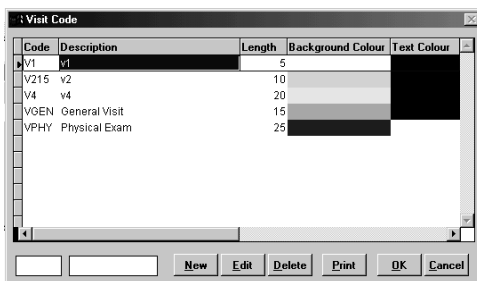 Visit Code
Code Description Length Background Colour Text Colour
V1 v1 5
V215 v2 10
V4 v4 20
VGEN General Visit 15
VPHY Physical Exam 25
New Edit Delete Print OK Cancel